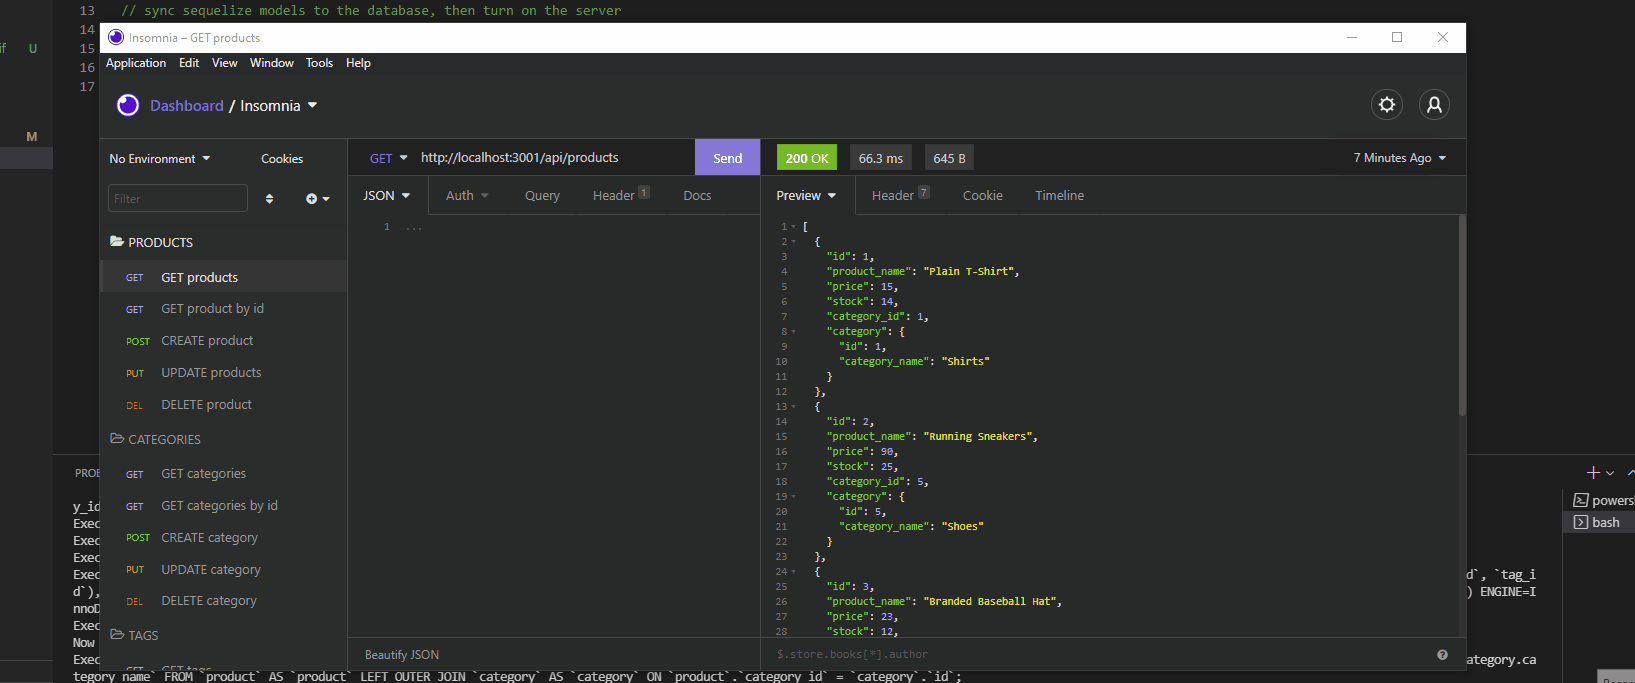 13 // sync sequelize models to the database, then turn on the server
14
15
16
17
U
M
Insomnia – GET products
Application Edit View Window Tools Help
Dashboard / Insomnia
No Environment Cookies
Filter
PRODUCTS
GET GET products
GET GET product by id
POST CREATE product
PUT UPDATE products
DEL DELETE product
CATEGORIES
GET GET categories
GET GET categories by id
POST CREATE category
PUT UPDATE category
DEL DELETE category
TAGS
GET GET tags
GET http://localhost:3001/api/products Send
JSON Auth Query Header 1 Docs
1 ...
Beautify JSON
200 OK 66.3 ms 645 B 7 Minutes Ago
Preview Header 7 Cookie Timeline
1 [
2 {
3 "id": 1,
4 "product_name": "Plain T-Shirt",
5 "price": 15,
6 "stock": 14,
7 "category_id": 1,
8 "category": {
9 "id": 1,
10 "category_name": "Shirts"
11 }
12 },
13 {
14 "id": 2,
15 "product_name": "Running Sneakers",
16 "price": 90,
17 "stock": 25,
18 "category_id": 5,
19 "category": {
20 "id": 5,
21 "category_name": "Shoes"
22 }
23 },
24 {
25 "id": 3,
26 "product_name": "Branded Baseball Hat",
27 "price": 23,
28 "stock": 12,
$.store.books[*].author
PROB
y_id
Exec
Exec
Exec
Exec
d`, `tag_i
d`),
) ENGINE=I
nnoD
Exec
Now
Exec
ategory.ca
tegory_name` FROM `product` AS `product` LEFT OUTER JOIN `category` AS `category` ON `product`.`category_id` = `category`.`id`;
powers
bash